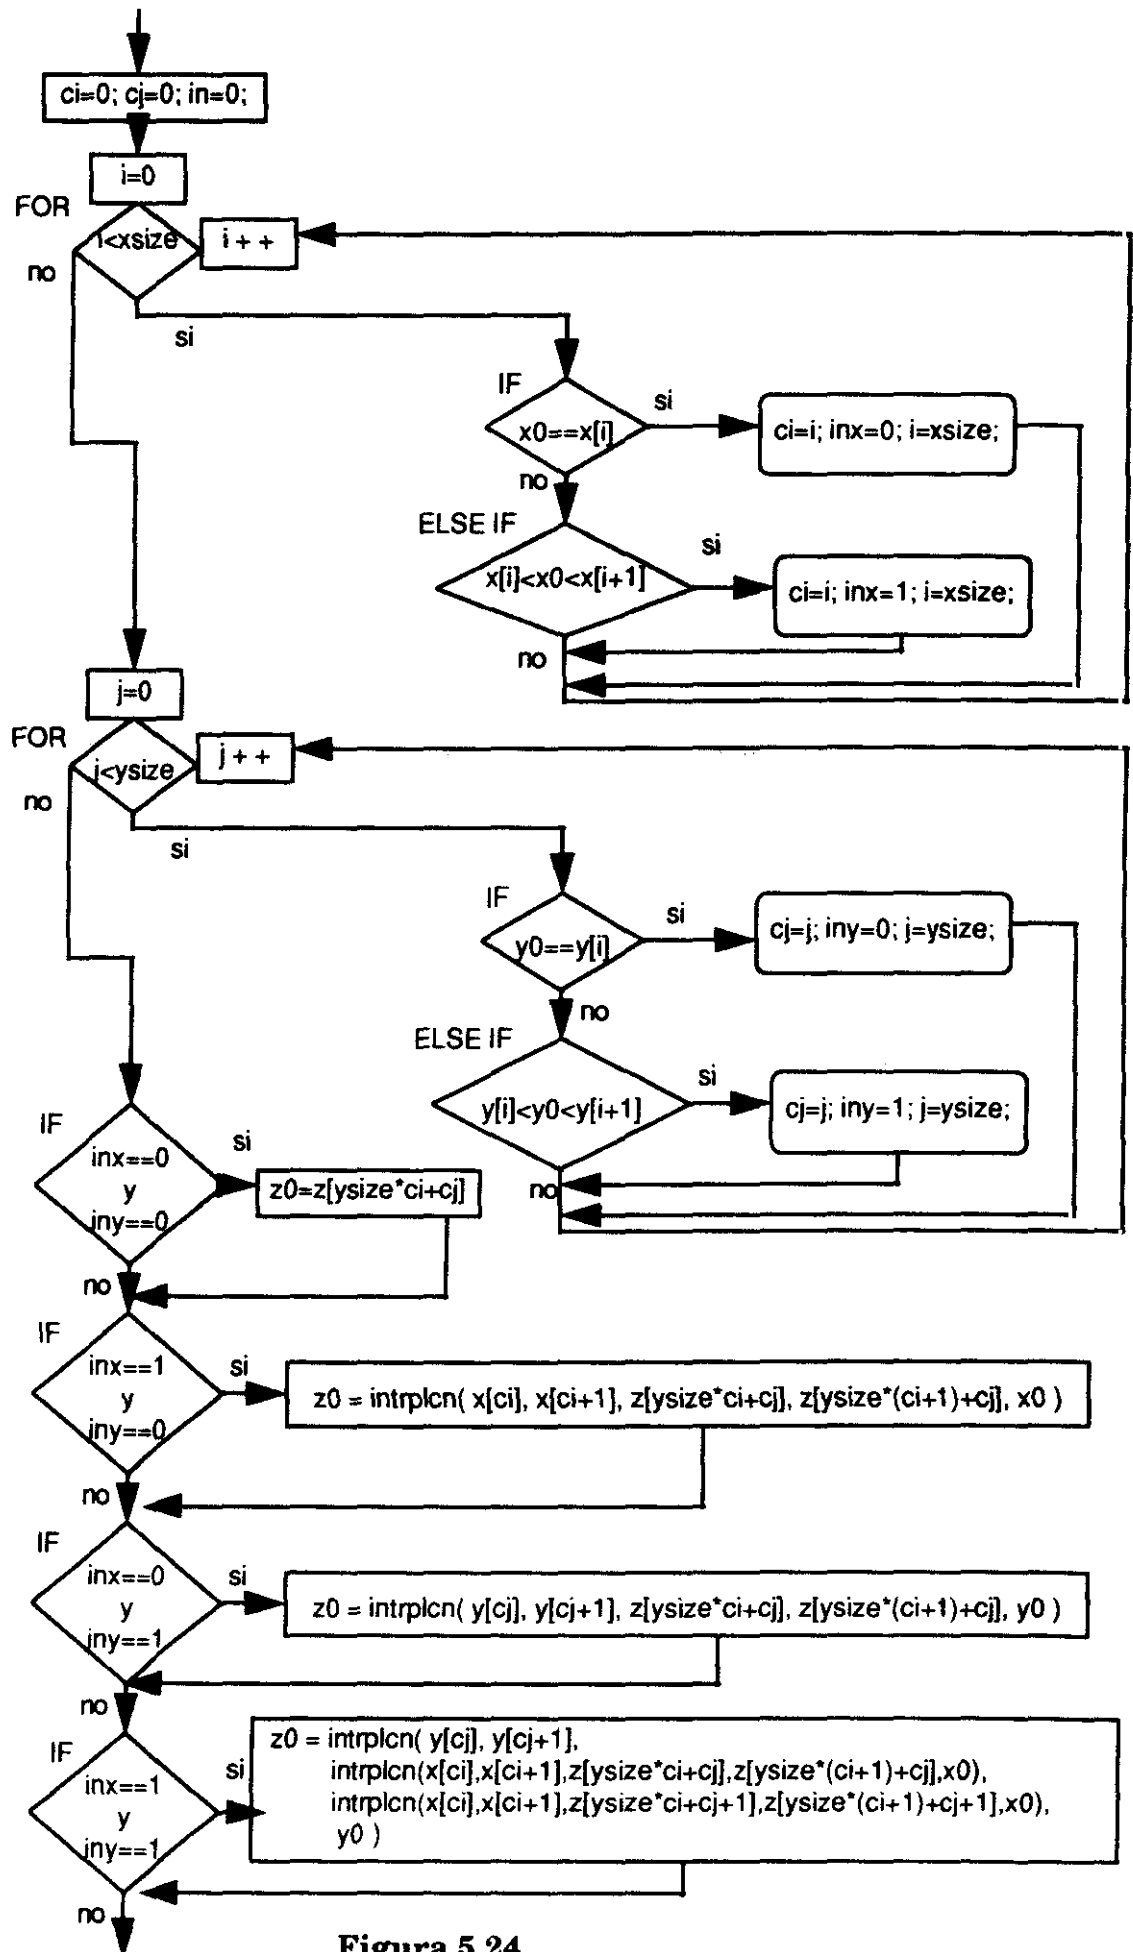 ci=0; cj=0; in=0;
i=0
FOR
i<xsize
i + +
no
si
IF
x0==x[i]
si
ci=i; inx=0; i=xsize;
no
ELSE IF
x[i]<x0<x[i+1]
si
ci=i; inx=1; i=xsize;
no
j=0
FOR
j<ysize
j + +
no
si
IF
y0==y[i]
si
cj=j; iny=0; j=ysize;
no
ELSE IF
y[i]<y0<y[i+1]
si
cj=j; iny=1; j=ysize;
no
IF
inx==0
y
iny==0
si
z0=z[ysize*ci+cj]
no
IF
inx==1
y
iny==0
si
z0 = intrplcn( x[ci], x[ci+1], z[ysize*ci+cj], z[ysize*(ci+1)+cj], x0 )
no
IF
inx==0
y
iny==1
si
z0 = intrplcn( y[cj], y[cj+1], z[ysize*ci+cj], z[ysize*(ci+1)+cj], y0 )
no
IF
inx==1
y
iny==1
si
z0 = intrplcn( y[cj], y[cj+1],
intrplcn(x[ci],x[ci+1],z[ysize*ci+cj],z[ysize*(ci+1)+cj],x0),
intrplcn(x[ci],x[ci+1],z[ysize*ci+cj+1],z[ysize*(ci+1)+cj+1],x0),
y0 )
no
Figura 5.24